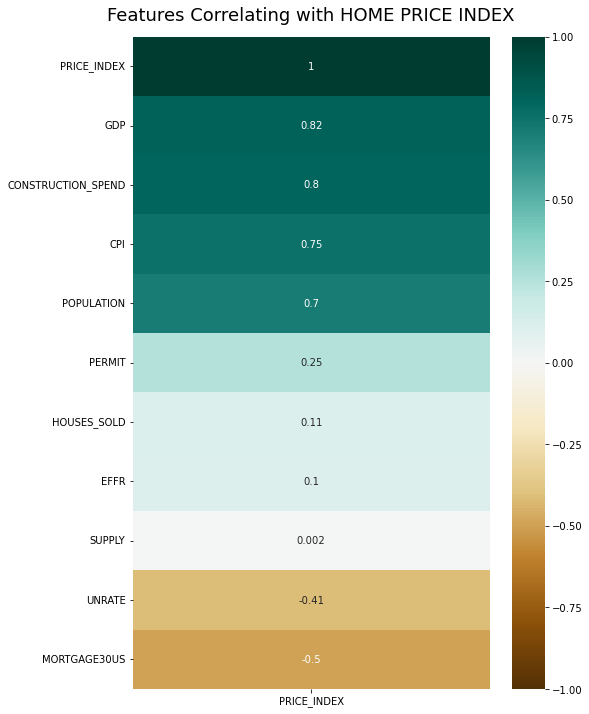 Features Correlating with HOME PRICE INDEX
PRICE_INDEX
1
GDP
0.82
CONSTRUCTION_SPEND
0.8
CPI
0.75
POPULATION
0.7
PERMIT
0.25
HOUSES_SOLD
0.11
EFFR
0.1
SUPPLY
0.002
UNRATE
-0.41
MORTGAGE30US
-0.5
PRICE_INDEX
1.00
0.75
0.50
0.25
0.00
−0.25
−0.50
−0.75
−1.00